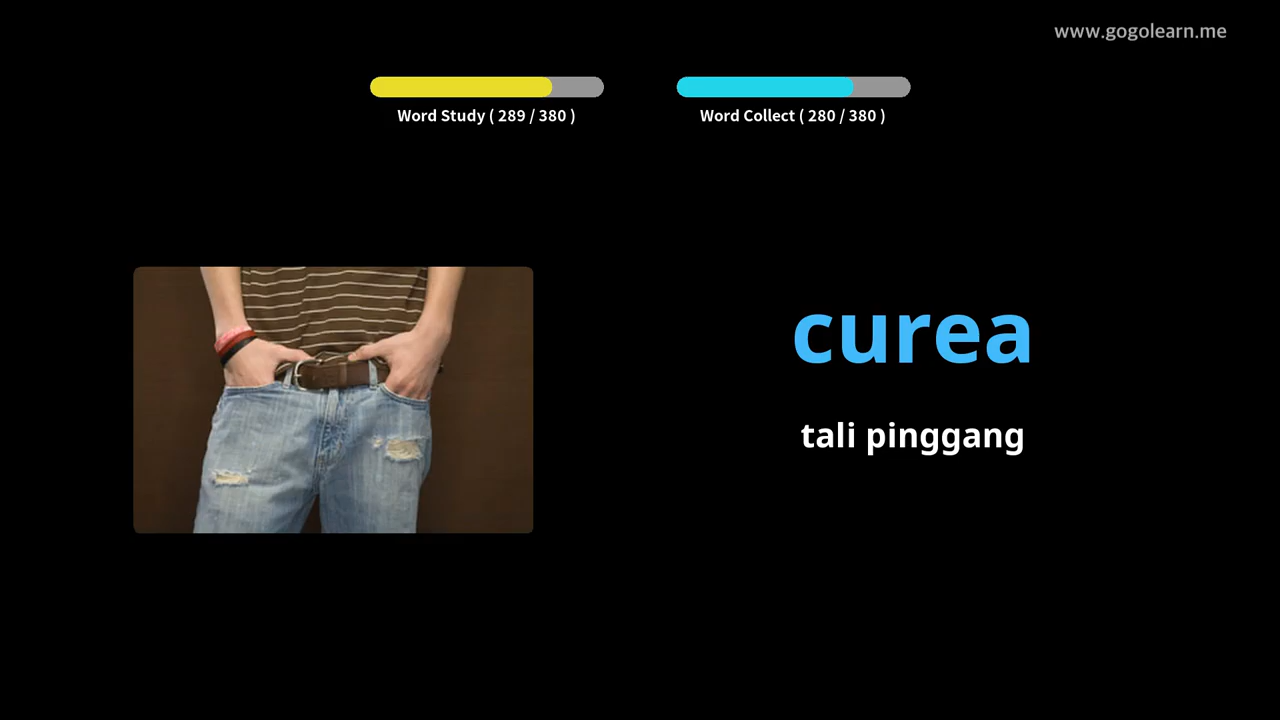 www.gogolearn.me
Word Study ( 289 / 380 )
Word Collect ( 280 / 380 )
curea
tali pinggang